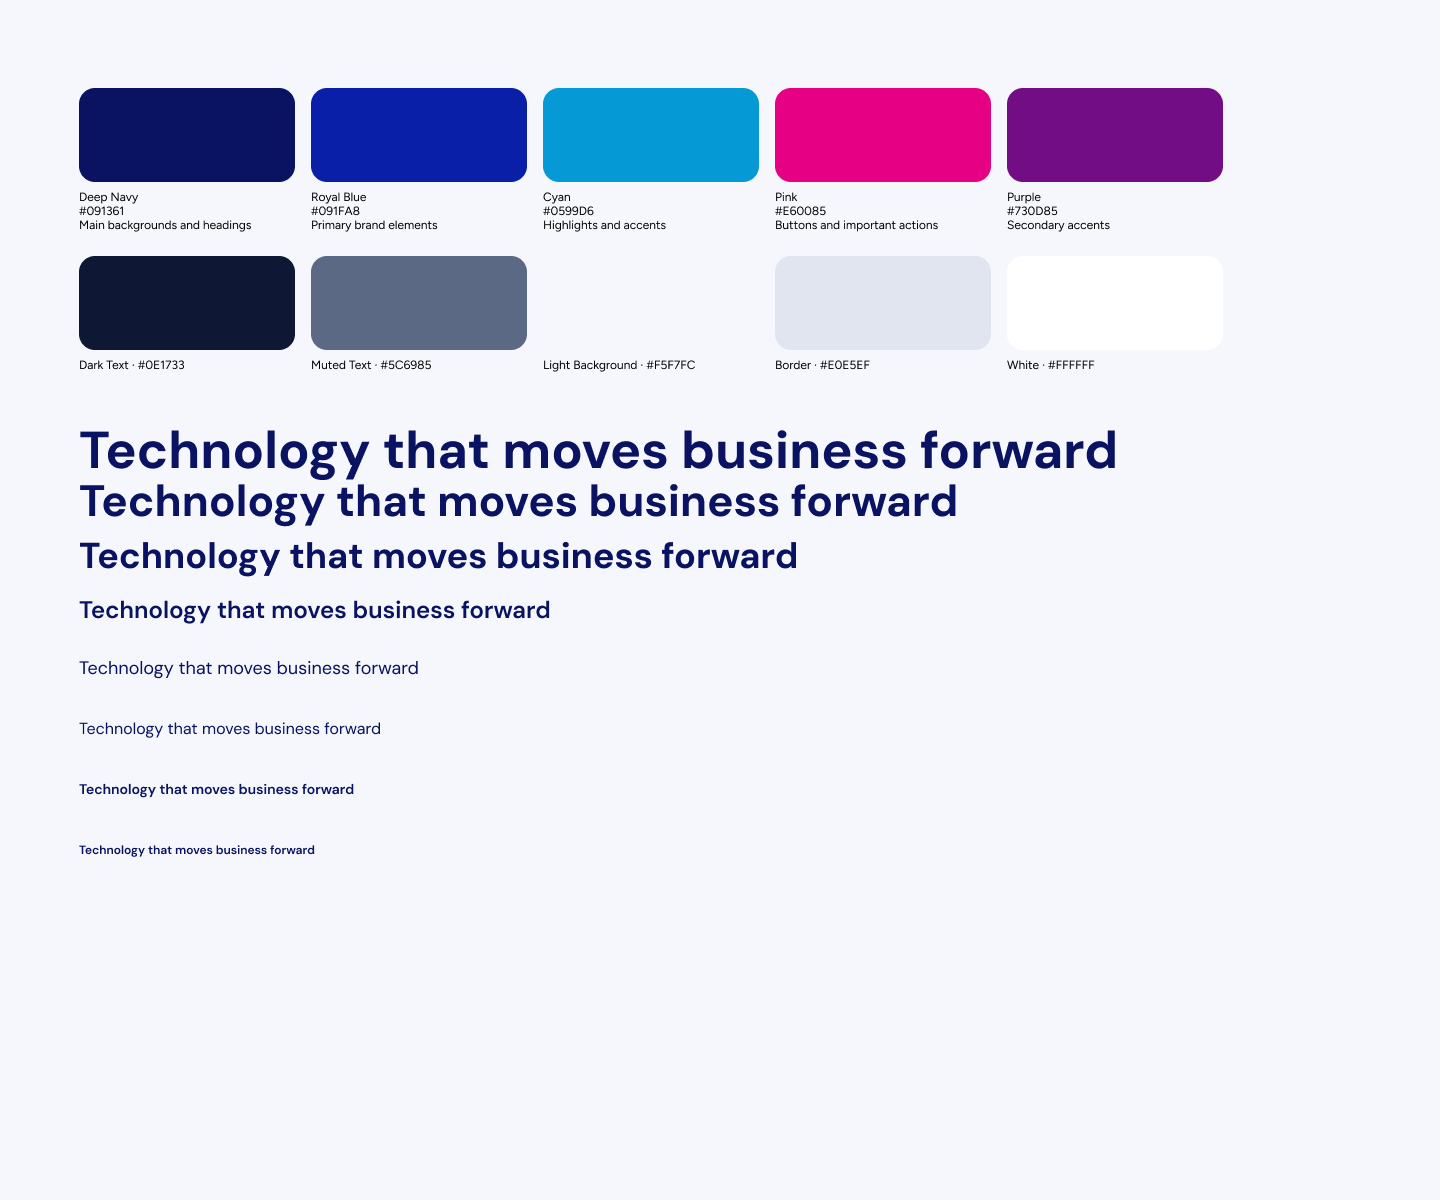 Deep Navy
#091361
Main backgrounds and headings
Royal Blue
#091FA8
Primary brand elements
Cyan
#0599D6
Highlights and accents
Pink
#E60085
Buttons and important actions
Purple
#730D85
Secondary accents
Dark Text · #0E1733
Muted Text · #5C6985
Light Background · #F5F7FC
Border · #E0E5EF
White · #FFFFFF
Technology that moves business forward
Technology that moves business forward
Technology that moves business forward
Technology that moves business forward
Technology that moves business forward
Technology that moves business forward
Technology that moves business forward
Technology that moves business forward